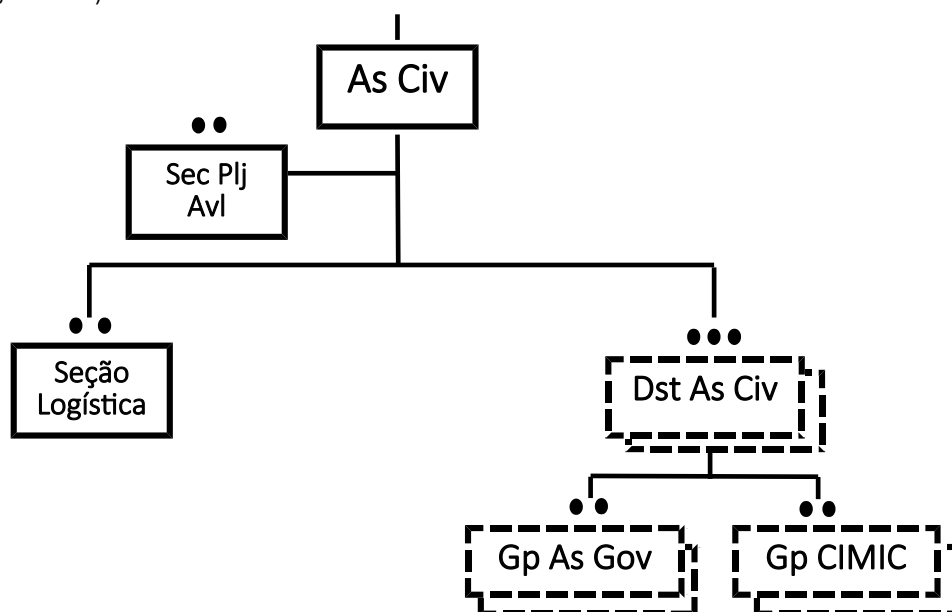 As Civ
Sec Plj
Avl
Seção
Logística
Dst As Civ
Gp As Gov
Gp CIMIC